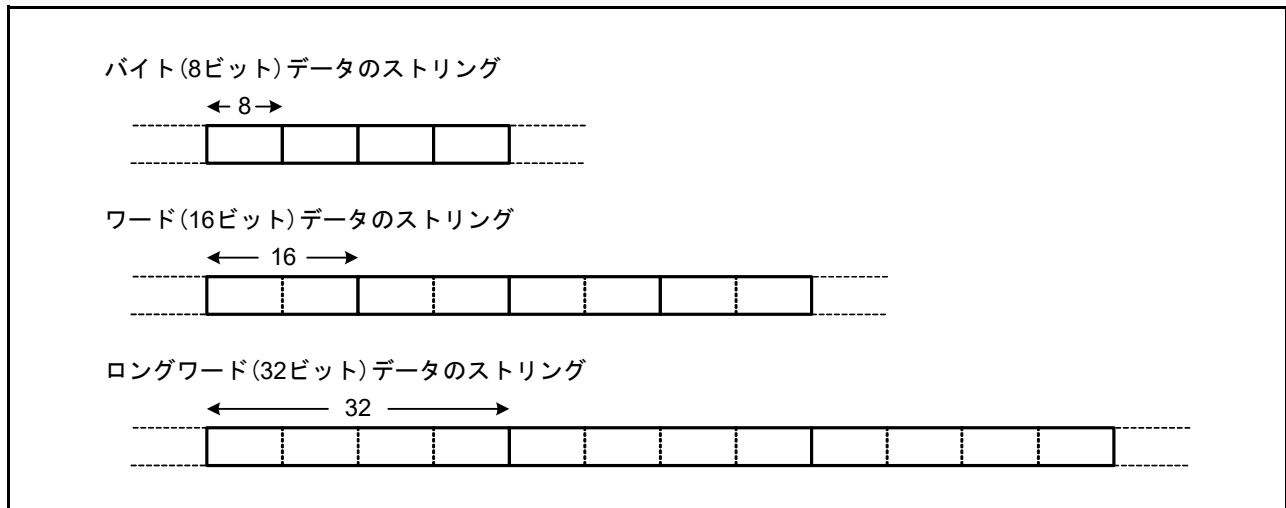 バイト(8ビット)データのストリング
8
ワード(16ビット)データのストリング
16
ロングワード(32ビット)データのストリング
32